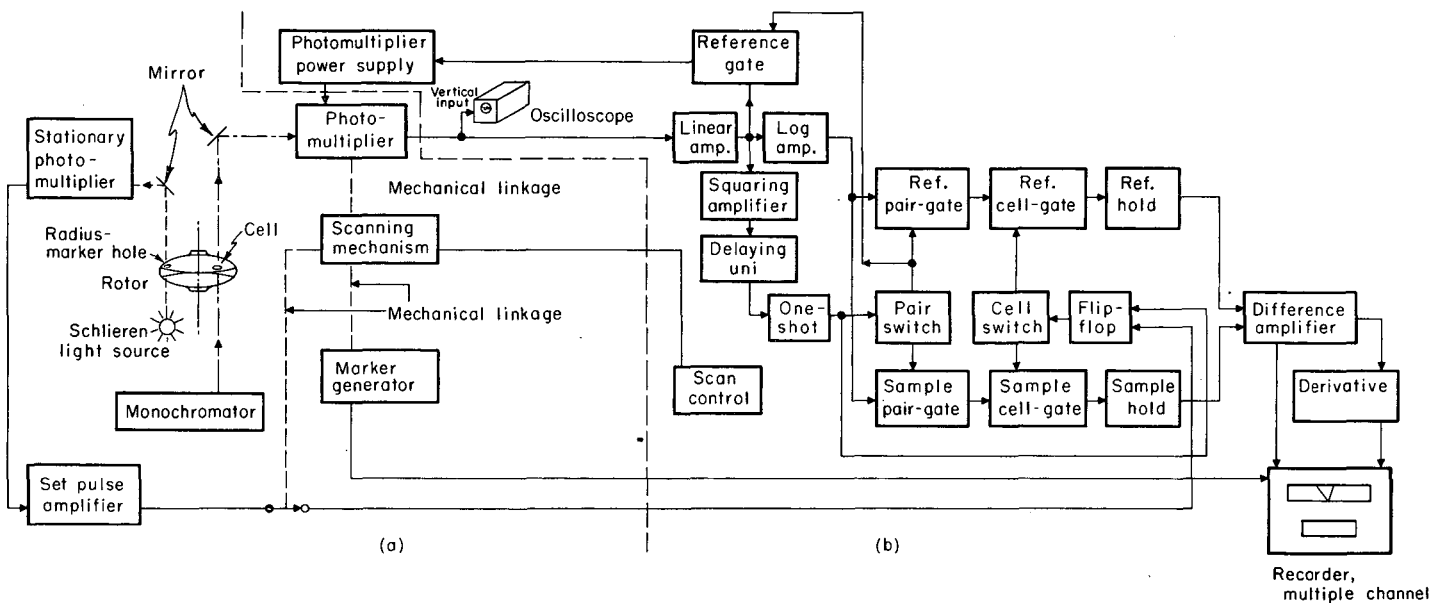 Mirror
Stationary
photo-
multiplier
Radius-
marker hole
Rotor
Cell
Schlieren
light source
Monochromator
Set pulse
amplifier
Photomultiplier
power supply
Photo-
multiplier
Vertical
input
Oscilloscope
Mechanical linkage
Scanning
mechanism
Mechanical linkage
Marker
generator
Scan
control
(a)
Reference
gate
Linear
amp.
Log
amp.
Squaring
amplifier
Delaying
uni
One-
shot
Ref.
pair-gate
Ref.
cell-gate
Ref.
hold
Pair
switch
Cell
switch
Flip-
flop
Difference
amplifier
Sample
pair-gate
Sample
cell-gate
Sample
hold
Derivative
(b)
Recorder,
multiple channel